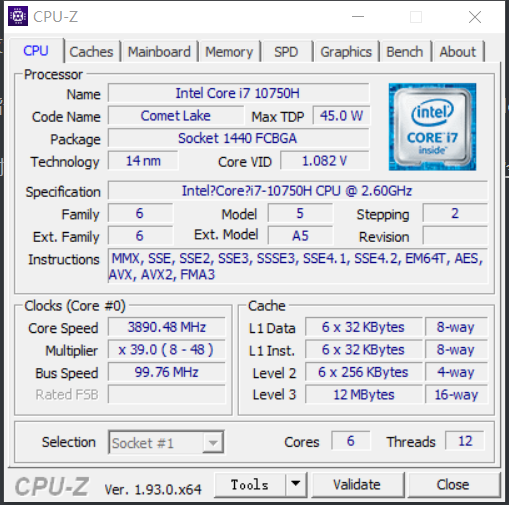 CPU-Z
CPU Caches Mainboard Memory SPD Graphics Bench About
Processor
Name Intel Core i7 10750H
Code Name Comet Lake Max TDP 45.0 W
Package Socket 1440 FCBGA
Technology 14 nm Core VID 1.082 V
intel
CORE i7
inside™
Specification Intel?Core?i7-10750H CPU @ 2.60GHz
Family 6 Model 5 Stepping 2
Ext. Family 6 Ext. Model A5 Revision
Instructions MMX, SSE, SSE2, SSE3, SSSE3, SSE4.1, SSE4.2, EM64T, AES,
AVX, AVX2, FMA3
Clocks (Core #0)
Core Speed 3890.48 MHz
Multiplier x 39.0 ( 8 - 48 )
Bus Speed 99.76 MHz
Rated FSB
Cache
L1 Data 6 x 32 KBytes 8-way
L1 Inst. 6 x 32 KBytes 8-way
Level 2 6 x 256 KBytes 4-way
Level 3 12 MBytes 16-way
Selection Socket #1 Cores 6 Threads 12
CPU-Z Ver. 1.93.0.x64 Tools Validate Close